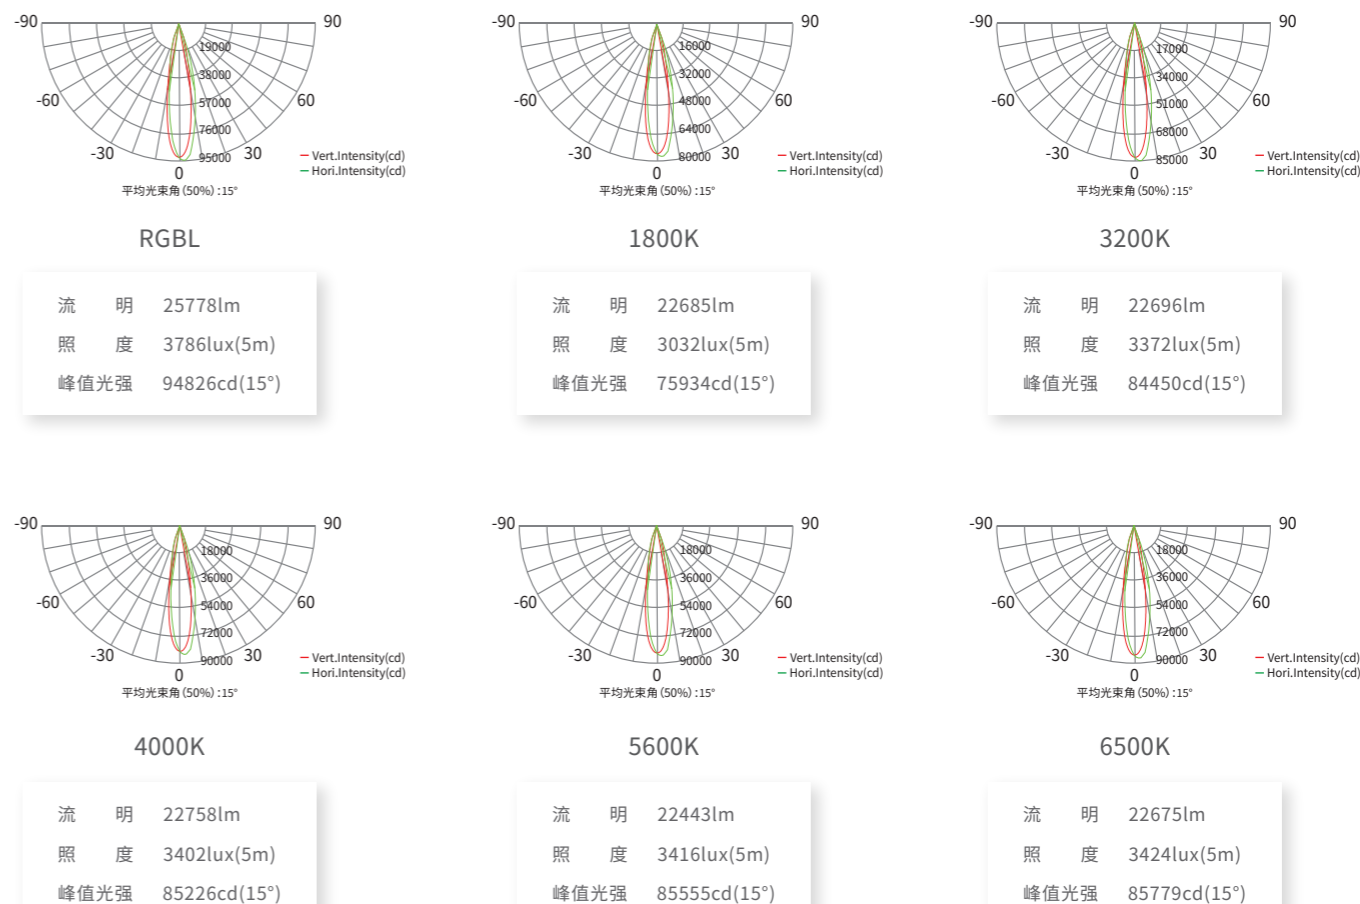 -90 90
19000
38000
57000
76000
95000
-60 60
-30 30
0
Vert.Intensity(cd)
Hori.Intensity(cd)
平均光束角(50%):15°
-90 90
16000
32000
48000
64000
80000
-60 60
-30 30
0
Vert.Intensity(cd)
Hori.Intensity(cd)
平均光束角(50%):15°
-90 90
17000
34000
51000
68000
85000
-60 60
-30 30
0
Vert.Intensity(cd)
Hori.Intensity(cd)
平均光束角(50%):15°
RGBL
流 明 25778lm
照 度 3786lux(5m)
峰值光强 94826cd(15°)
1800K
流 明 22685lm
照 度 3032lux(5m)
峰值光强 75934cd(15°)
3200K
流 明 22696lm
照 度 3372lux(5m)
峰值光强 84450cd(15°)
-90 90
18000
36000
54000
72000
90000
-60 60
-30 30
0
Vert.Intensity(cd)
Hori.Intensity(cd)
平均光束角(50%):15°
-90 90
18000
36000
54000
72000
90000
-60 60
-30 30
0
Vert.Intensity(cd)
Hori.Intensity(cd)
平均光束角(50%):15°
-90 90
18000
36000
54000
72000
90000
-60 60
-30 30
0
Vert.Intensity(cd)
Hori.Intensity(cd)
平均光束角(50%):15°
4000K
流 明 22758lm
照 度 3402lux(5m)
峰值光强 85226cd(15°)
5600K
流 明 22443lm
照 度 3416lux(5m)
峰值光强 85555cd(15°)
6500K
流 明 22675lm
照 度 3424lux(5m)
峰值光强 85779cd(15°)